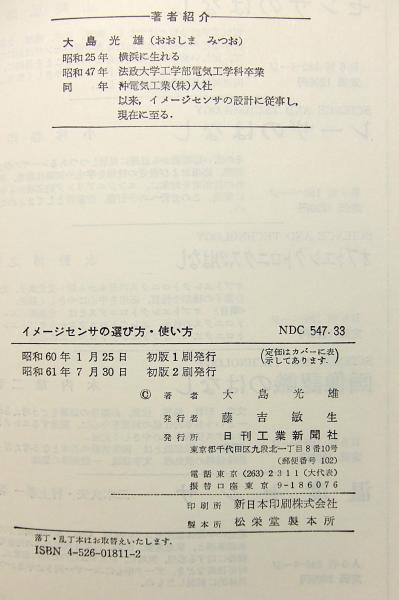 著者紹介
大島光雄(おおしま みつお)
昭和25年 横浜に生れる
昭和47年 法政大学工学部電気工学科卒業
同 年 沖電気工業(株)入社
以来,イメージセンサの設計に従事し,
現在に至る.
イメージセンサの選び方・使い方 NDC 547.33
昭和60年1月25日 初版1刷発行
昭和61年7月30日 初版2刷発行
(定価はカバーに表
示してあります.)
© 著者 大島光雄
発行者 藤吉敏生
発行所 日刊工業新聞社
東京都千代田区九段北一丁目8番10号
(郵便番号 102)
電話 東京 (263) 2311 (大代表)
振替口座 東京 9-186076
印刷所 新日本印刷株式会社
製本所 松栄堂製本所
落丁・乱丁本はお取替えいたします.
ISBN 4-526-01811-2